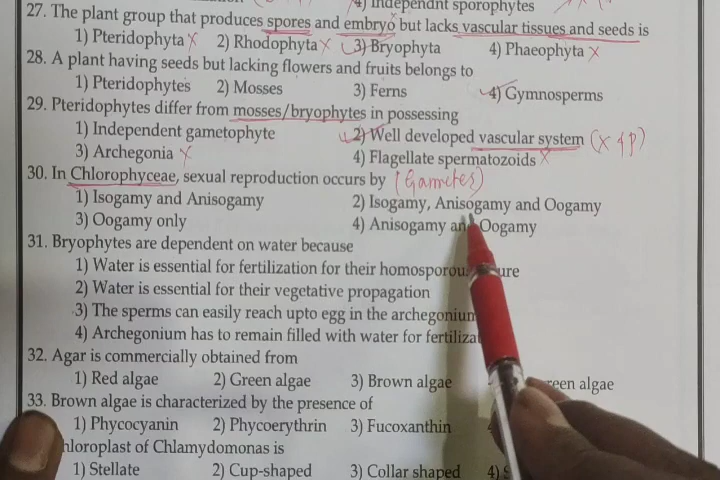 4) Independent sporophytes
27. The plant group that produces spores and embryo but lacks vascular tissues and seeds is
1) Pteridophyta x 2) Rhodophyta x 3) Bryophyta 4) Phaeophyta x
28. A plant having seeds but lacking flowers and fruits belongs to
1) Pteridophytes 2) Mosses 3) Ferns 4) Gymnosperms
29. Pteridophytes differ from mosses/bryophytes in possessing
1) Independent gametophyte 2) Well developed vascular system (X & P)
3) Archegonia x 4) Flagellate spermatozoids x
30. In Chlorophyceae, sexual reproduction occurs by (Gametes)
1) Isogamy and Anisogamy 2) Isogamy, Anisogamy and Oogamy
3) Oogamy only 4) Anisogamy Oogamy
31. Bryophytes are dependent on water because
1) Water is essential for fertilization for their
2) Water is essential for their vegetative propagation
3) The sperms can easily reach upto egg in the archegonium
4) Archegonium has to remain filled with water for
32. Agar is commercially obtained from
1) Red algae 2) Green algae 3) Brown algae algae
33. Brown algae is characterized by the presence of
1) Phycocyanin 2) Phycoerythrin 3) Fucoxanthin
of Chlamydomonas is
1) Stellate 2) Cup-shaped 3) Collar shaped 4)